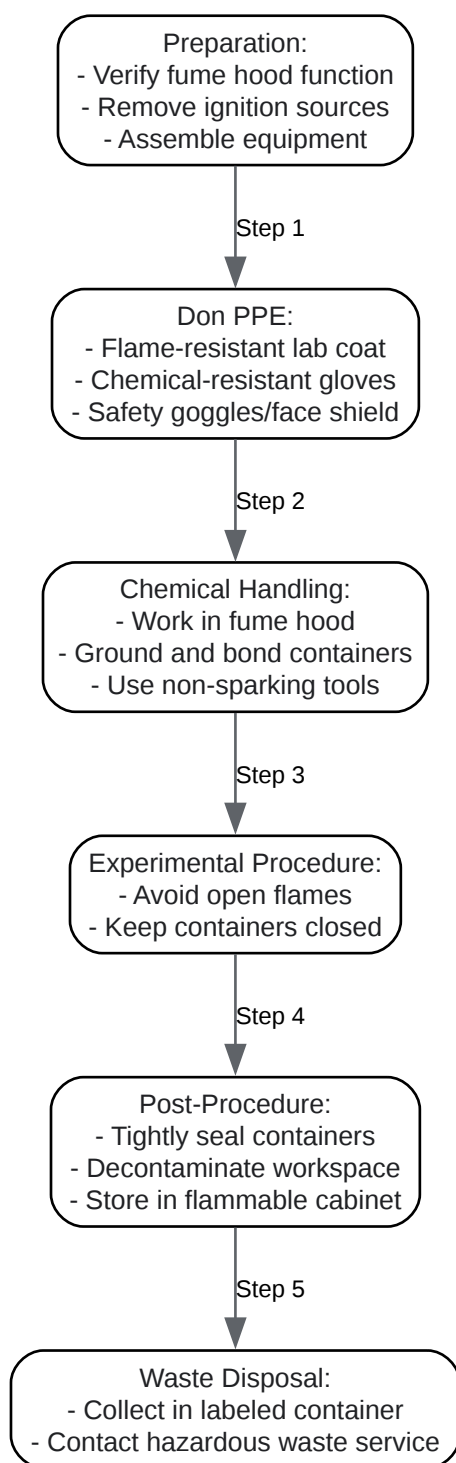 Preparation:
- Verify fume hood function
- Remove ignition sources
- Assemble equipment
Step 1
Don PPE:
- Flame-resistant lab coat
- Chemical-resistant gloves
- Safety goggles/face shield
Step 2
Chemical Handling:
- Work in fume hood
- Ground and bond containers
- Use non-sparking tools
Step 3
Experimental Procedure:
- Avoid open flames
- Keep containers closed
Step 4
Post-Procedure:
- Tightly seal containers
- Decontaminate workspace
- Store in flammable cabinet
Step 5
Waste Disposal:
- Collect in labeled container
- Contact hazardous waste service